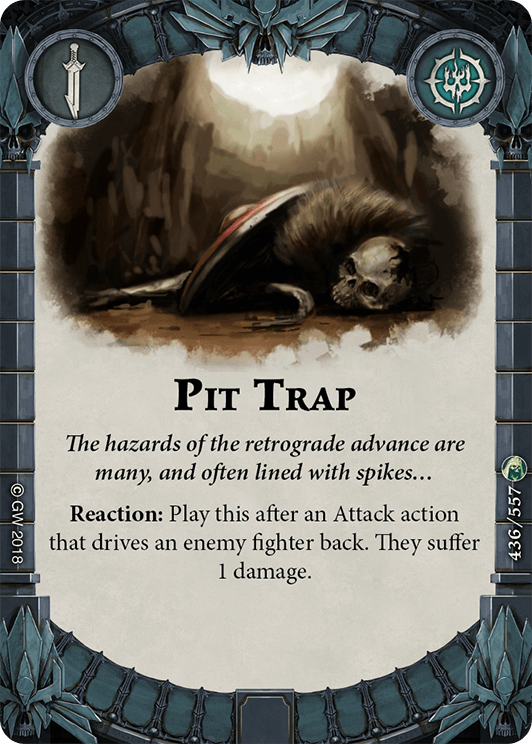 PIT TRAP
The hazards of the retrograde advance are
many, and often lined with spikes…
Reaction: Play this after an Attack action
that drives an enemy fighter back. They suffer
1 damage.
© GW 2018
436/557